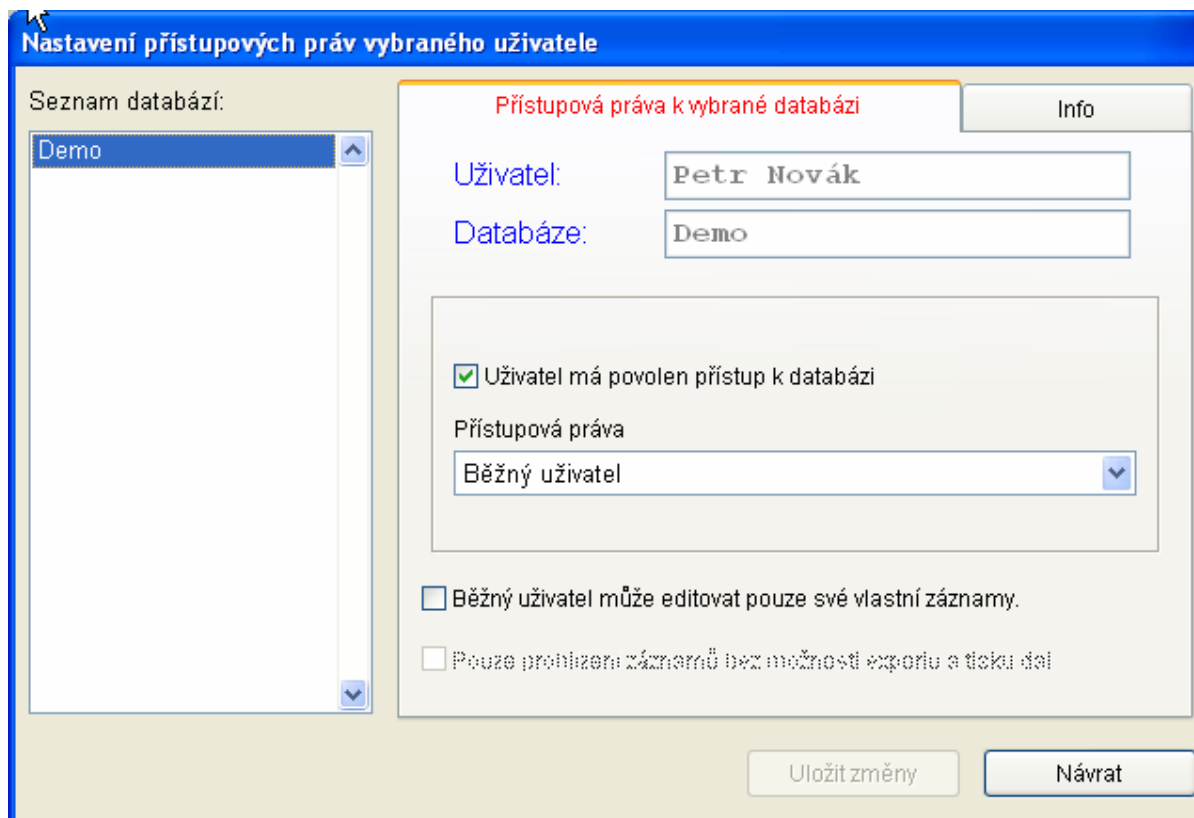 Nastavení přístupových práv vybraného uživatele
Seznam databází:
Demo
Přístupová práva k vybrané databázi
Info
Uživatel:
Petr Novák
Databáze:
Demo
Uživatel má povolen přístup k databázi
Přístupová práva
Běžný uživatel
Běžný uživatel může editovat pouze své vlastní záznamy.
Pouze prohlížení záznamů bez možnosti exportu a tisku dat
Uložit změny
Návrat